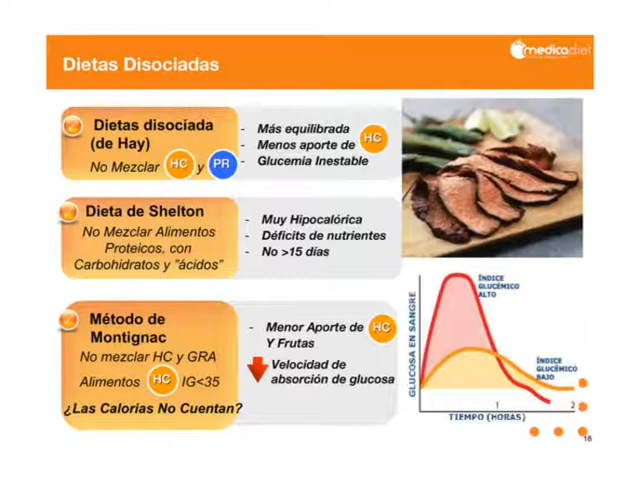 medicadiet
Dietas Disociadas
Dietas disociada
(de Hay)
No Mezclar HC y PR
- Más equilibrada
- Menos aporte de HC
- Glucemia Inestable
Dieta de Shelton
No Mezclar Alimentos
Proteicos, con
Carbohidratos y "ácidos"
- Muy Hipocalórica
- Déficits de nutrientes
- No >15 días
Método de
Montignac
No mezclar HC y GRA
Alimentos HC IG<35
¿Las Calorías No Cuentan?
- Menor Aporte de HC
Y Frutas
Velocidad de
absorción de glucosa
GLUCOSA EN SANGRE
ÍNDICE
GLUCÉMICO
ALTO
ÍNDICE
GLUCÉMICO
BAJO
1
2
TIEMPO (HORAS)
18